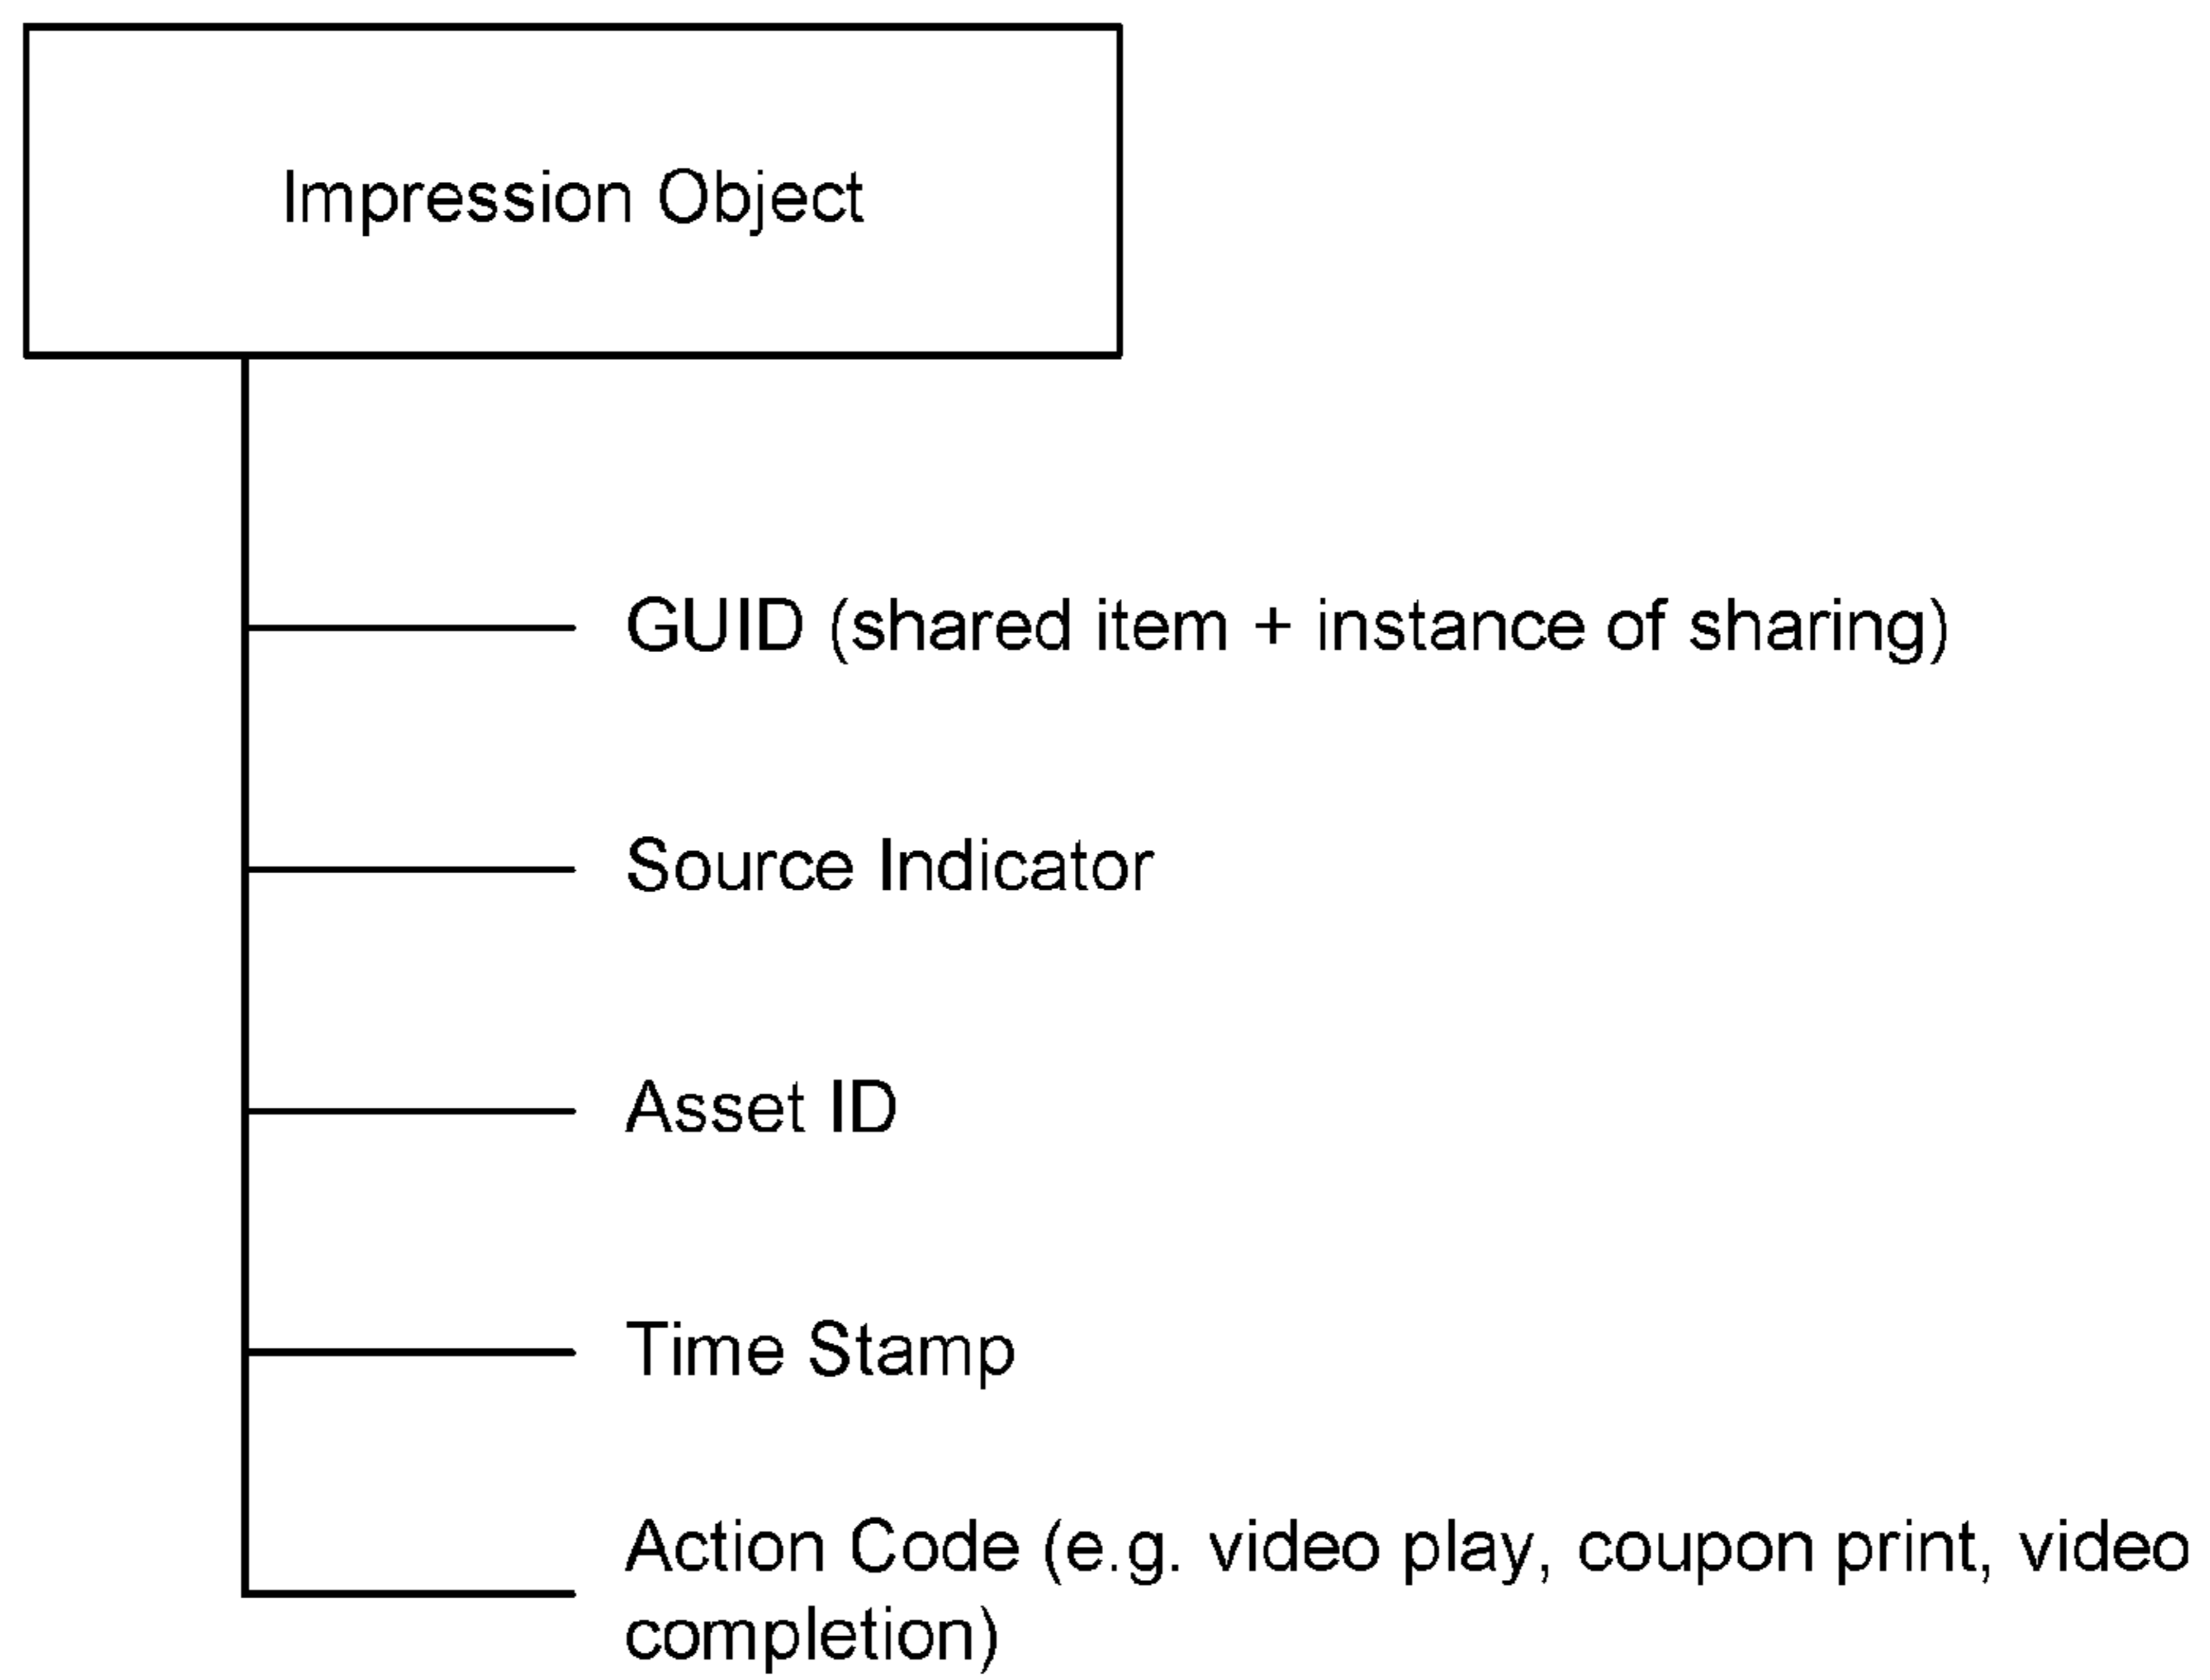 Impression Object
GUID (shared item + instance of sharing)
Source Indicator
Asset ID
Time Stamp
Action Code (e.g. video play, coupon print, video
completion)